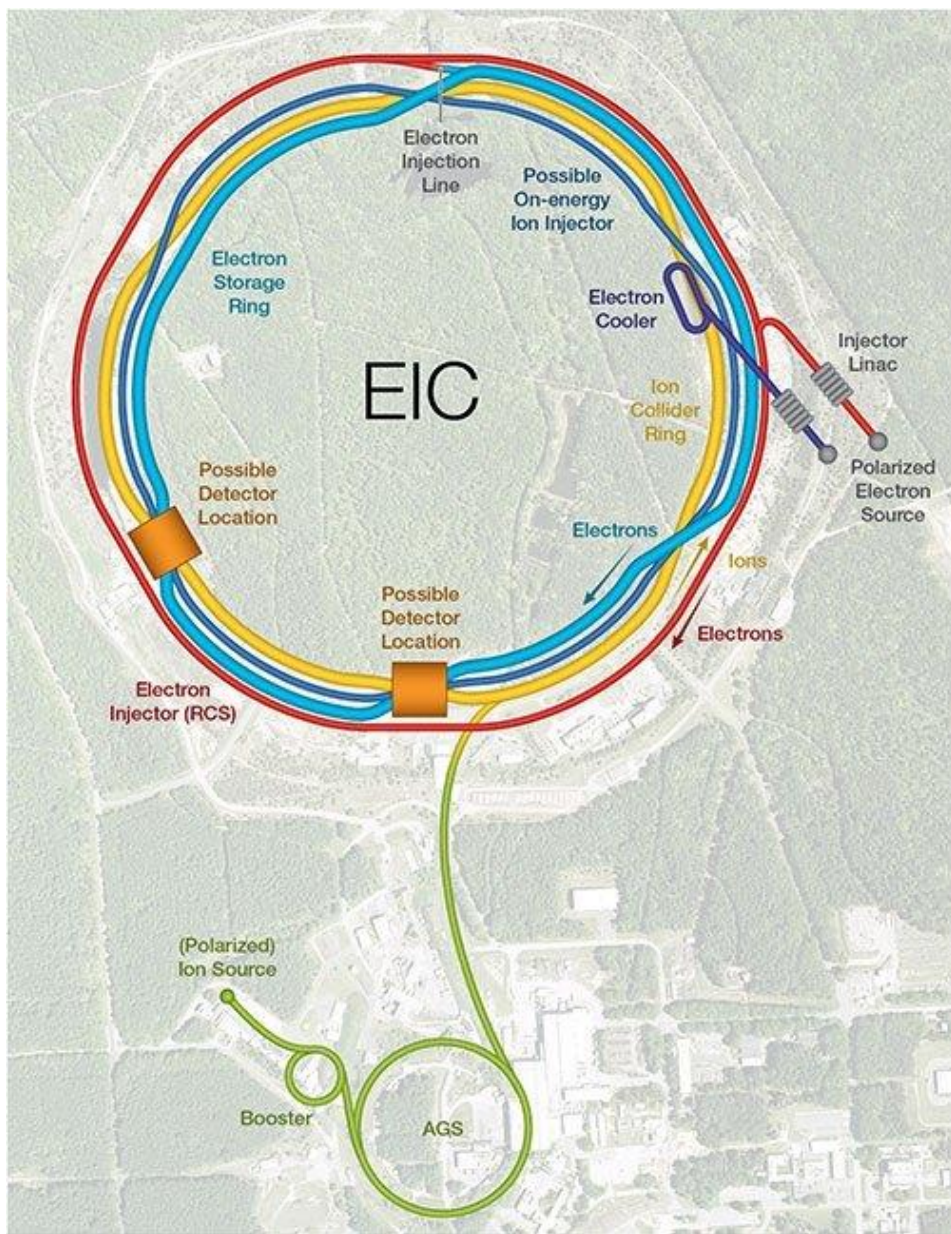 Electron
Injection
Line
Possible
On-energy
Ion Injector
Electron
Storage
Ring
Electron
Cooler
Injector
Linac
EIC
Ion
Collider
Ring
Polarized
Electron
Source
Possible
Detector
Location
Electrons
Ions
Possible
Detector
Location
Electrons
Electron
Injector (RCS)
(Polarized)
Ion Source
Booster
AGS